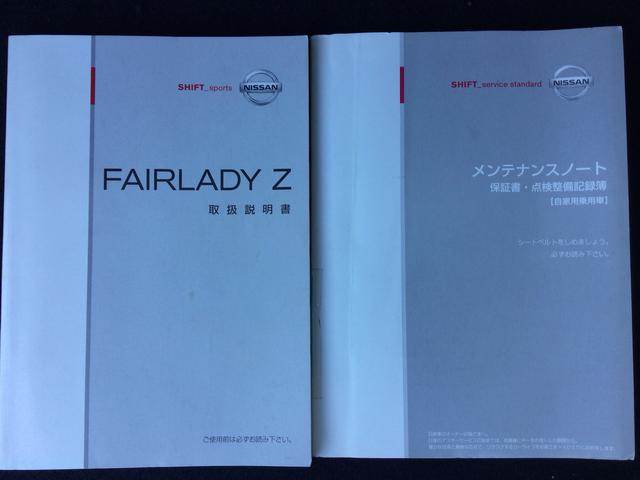 SHIFT_sports
NISSAN
FAIRLADY Z
取扱説明書
ご使用前は必ずお読み下さい。
SHIFT_service standard
NISSAN
メンテナンスノート
保証書・点検整備記録簿
【自家用乗用車】
シートベルトをしめましょう。
必ずお読み下さい。